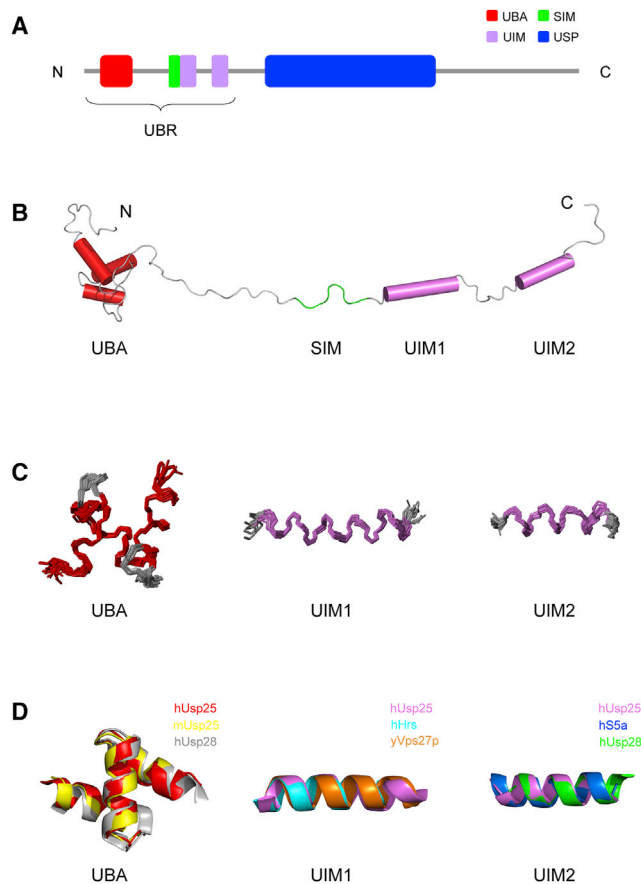 A
UBA SIM
UIM USP
N C
UBR
B
N C
UBA SIM UIM1 UIM2
C
UBA UIM1 UIM2
D
hUsp25 hUsp25 hUsp25
mUsp25 hHrs hS5a
hUsp28 yVps27p hUsp28
UBA UIM1 UIM2